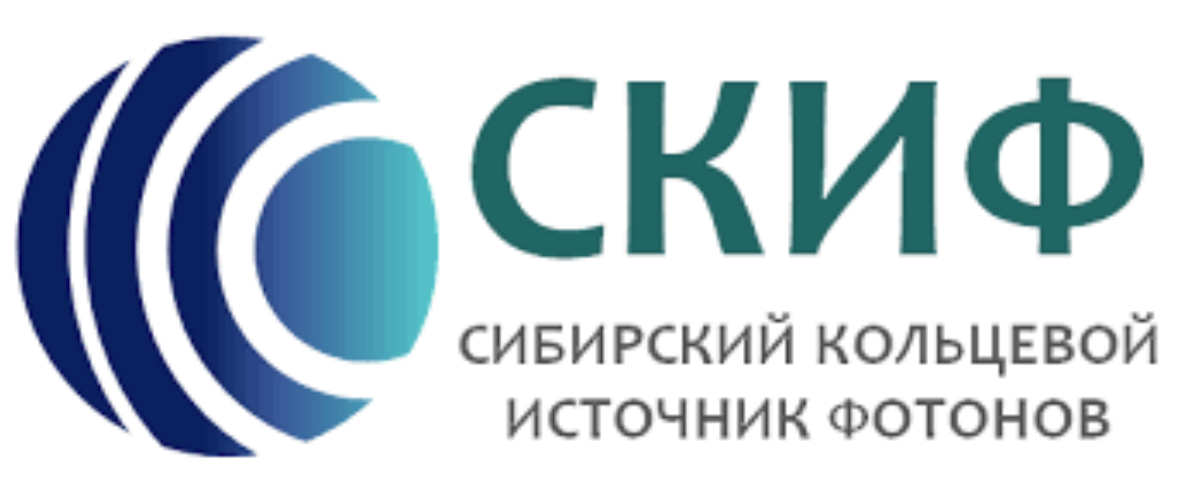 СКИФ
СИБИРСКИЙ КОЛЬЦЕВОЙ
ИСТОЧНИК ФОТОНОВ